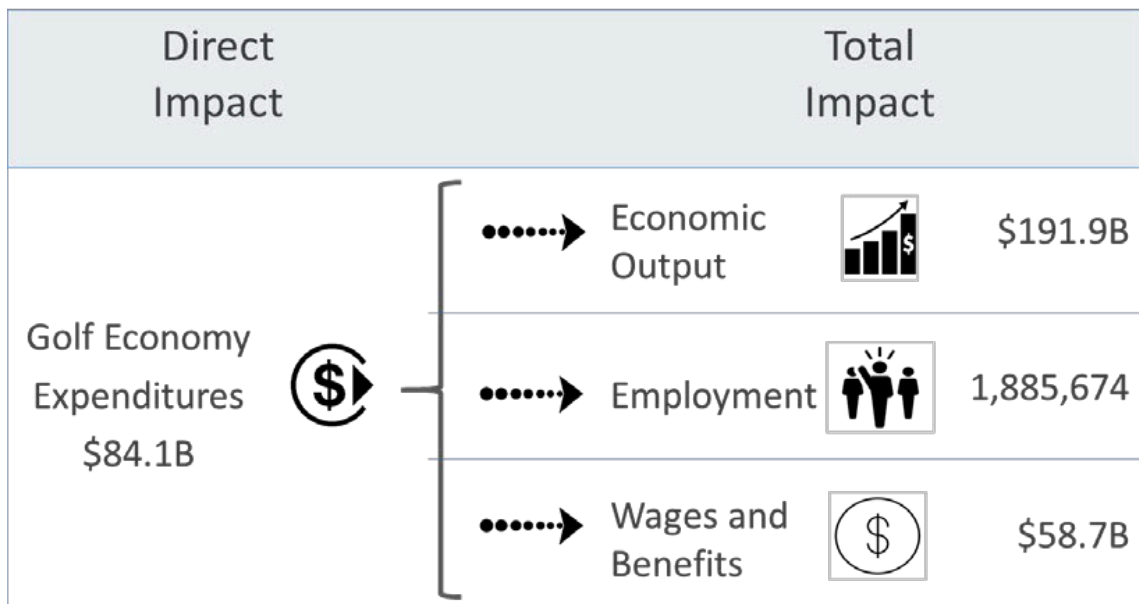 Direct
Impact
Total
Impact
Golf Economy
Expenditures
$84.1B
$
Economic
Output
$
$191.9B
Employment
1,885,674
Wages and
Benefits
$
$58.7B